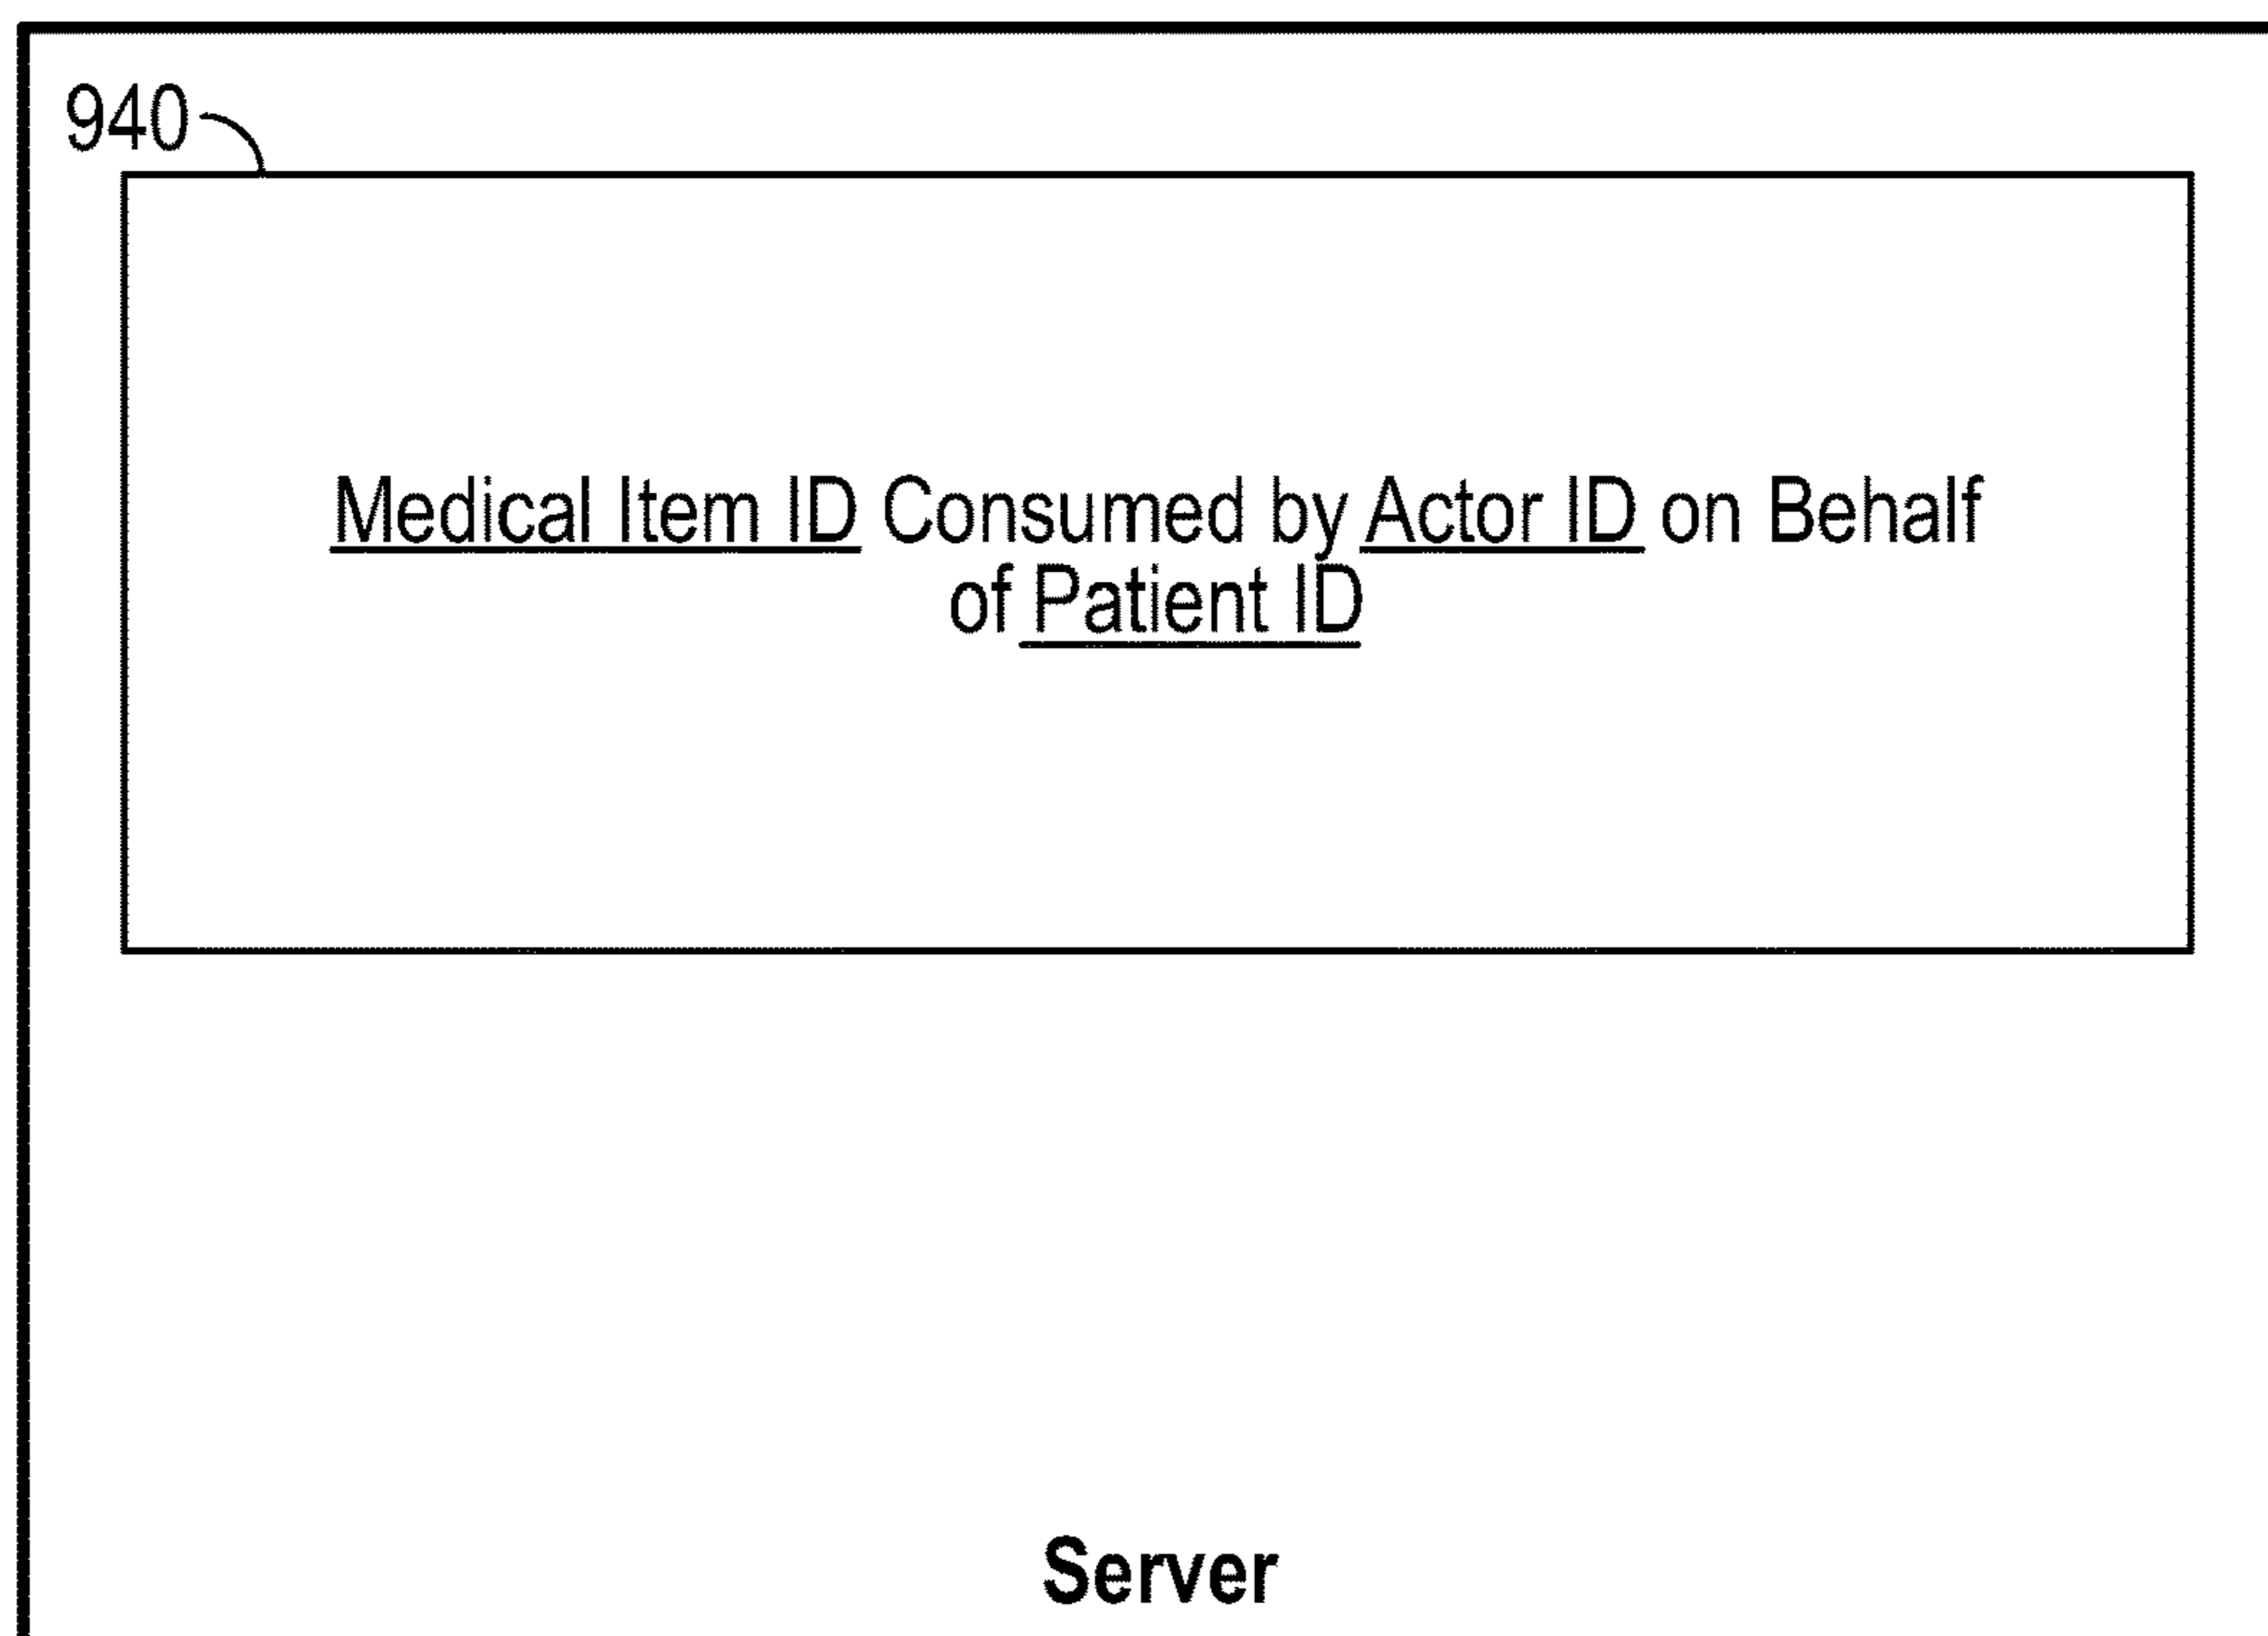 940
Medical Item ID Consumed by Actor ID on Behalf
of Patient ID
Server